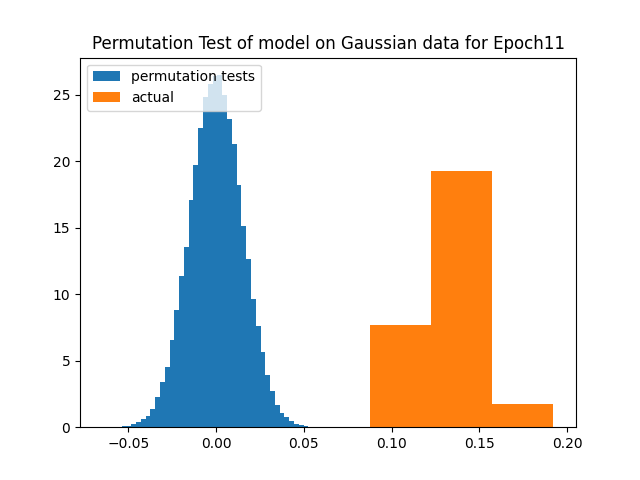 Permutation Test of model on Gaussian data for Epoch11
permutation tests
actual
25
20
15
10
5
0
−0.05 0.00 0.05 0.10 0.15 0.20